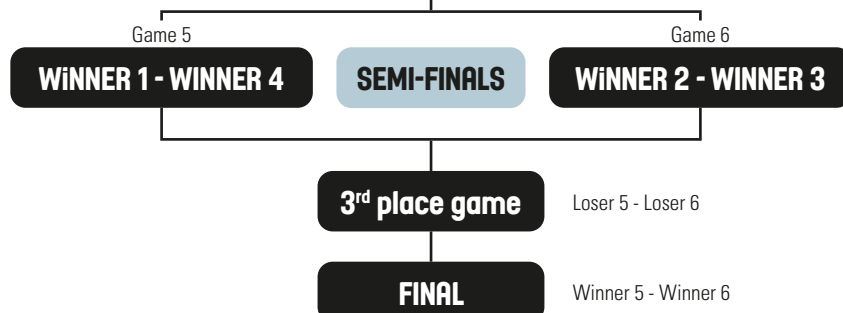 Game 5
Game 6
WiNNER 1 - WINNER 4
SEMI-FINALS
WiNNER 2 - WINNER 3
3rd place game
Loser 5 - Loser 6
FINAL
Winner 5 - Winner 6